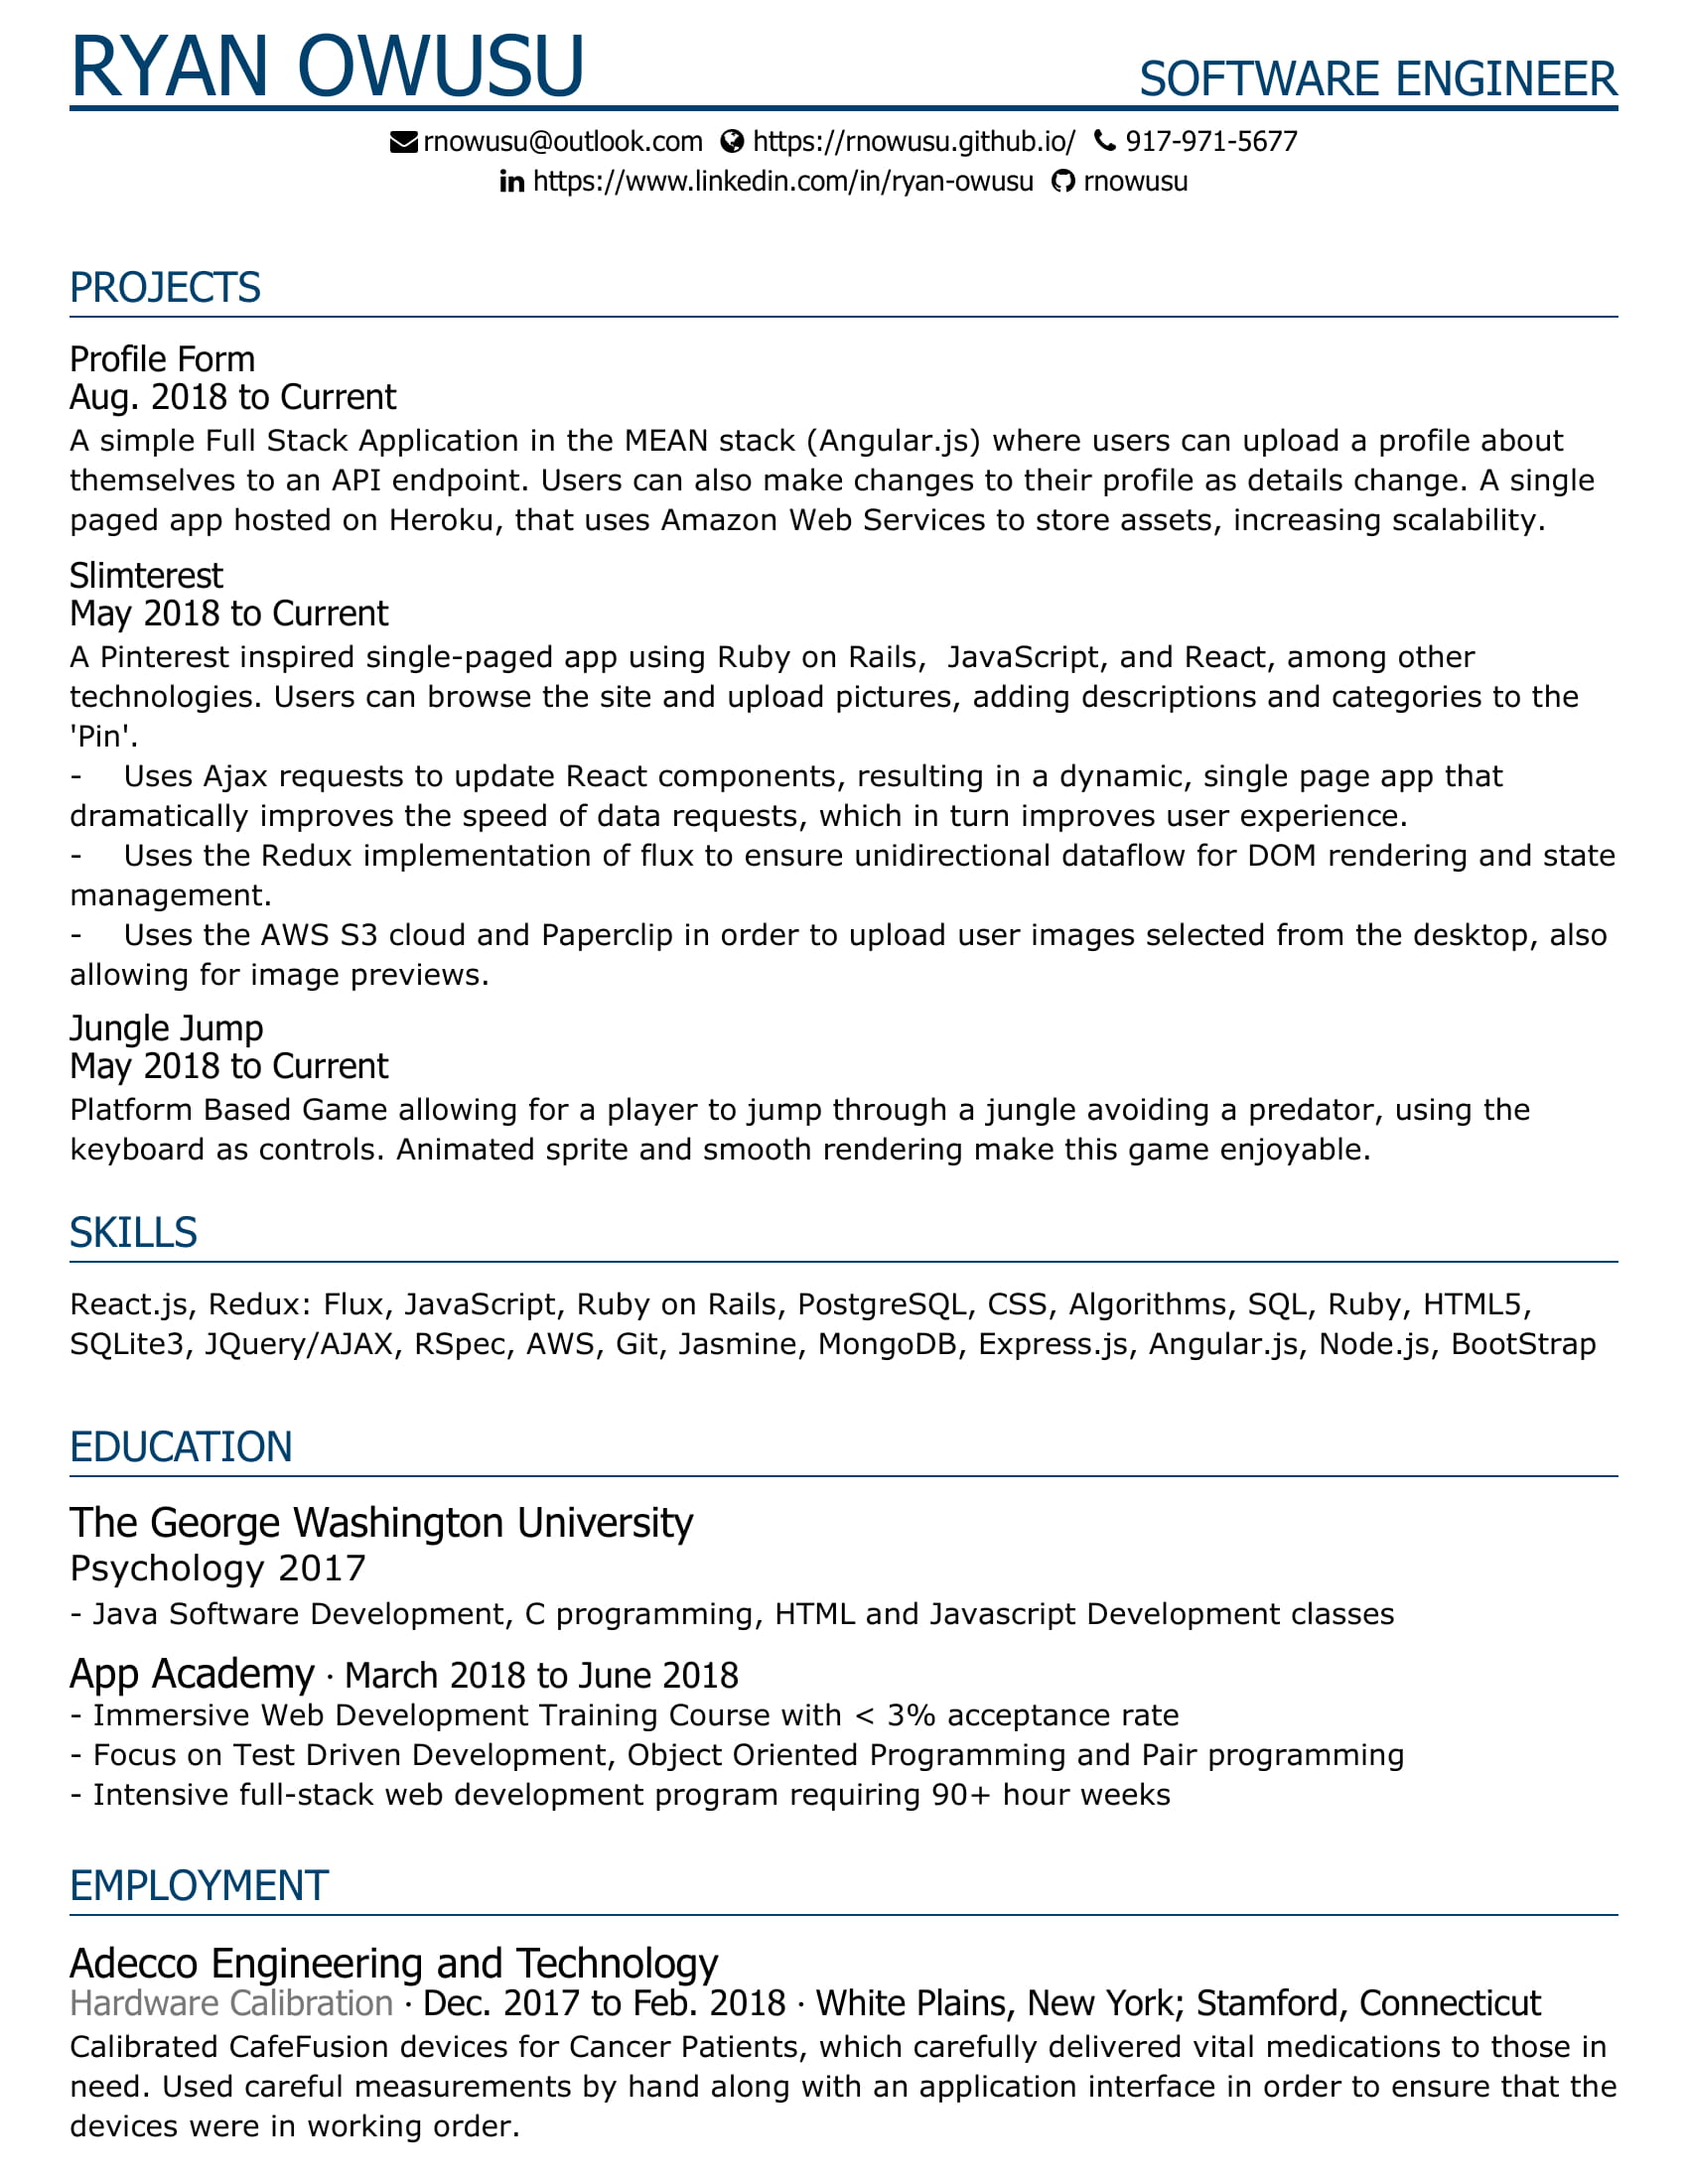 RYAN OWUSU SOFTWARE ENGINEER
rnowusu@outlook.com https://rnowusu.github.io/ 917-971-5677
https://www.linkedin.com/in/ryan-owusu rnowusu
PROJECTS
Profile Form
Aug. 2018 to Current
A simple Full Stack Application in the MEAN stack (Angular.js) where users can upload a profile about
themselves to an API endpoint. Users can also make changes to their profile as details change. A single
paged app hosted on Heroku, that uses Amazon Web Services to store assets, increasing scalability.
Slimterest
May 2018 to Current
A Pinterest inspired single-paged app using Ruby on Rails,  JavaScript, and React, among other
technologies. Users can browse the site and upload pictures, adding descriptions and categories to the
'Pin'.
- Uses Ajax requests to update React components, resulting in a dynamic, single page app that
dramatically improves the speed of data requests, which in turn improves user experience.
- Uses the Redux implementation of flux to ensure unidirectional dataflow for DOM rendering and state
management.
- Uses the AWS S3 cloud and Paperclip in order to upload user images selected from the desktop, also
allowing for image previews.
Jungle Jump
May 2018 to Current
Platform Based Game allowing for a player to jump through a jungle avoiding a predator, using the
keyboard as controls. Animated sprite and smooth rendering make this game enjoyable.
SKILLS
React.js, Redux: Flux, JavaScript, Ruby on Rails, PostgreSQL, CSS, Algorithms, SQL, Ruby, HTML5,
SQLite3, JQuery/AJAX, RSpec, AWS, Git, Jasmine, MongoDB, Express.js, Angular.js, Node.js, BootStrap
EDUCATION
The George Washington University
Psychology 2017
- Java Software Development, C programming, HTML and Javascript Development classes
App Academy · March 2018 to June 2018
- Immersive Web Development Training Course with < 3% acceptance rate
- Focus on Test Driven Development, Object Oriented Programming and Pair programming
- Intensive full-stack web development program requiring 90+ hour weeks
EMPLOYMENT
Adecco Engineering and Technology
Hardware Calibration · Dec. 2017 to Feb. 2018 · White Plains, New York; Stamford, Connecticut
Calibrated CafeFusion devices for Cancer Patients, which carefully delivered vital medications to those in
need. Used careful measurements by hand along with an application interface in order to ensure that the
devices were in working order.